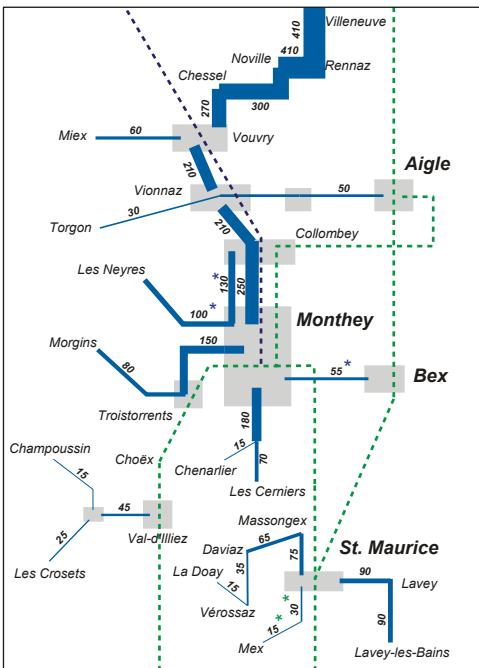 Villeneuve
410
Noville
410
Rennaz
Chessel
270
300
Miex
60
Vouvry
210
Aigle
Vionnaz
50
30
Torgon
210
Collombey
Les Neyres
*
130
250
*
100
Monthey
Morgins
150
80
55 *
Bex
Troistorrents
180
Champoussin
Choëx
15
Chenarlier
70
15
Les Cerniers
45
Massongex
25
Val-d'Illiez
65
St. Maurice
Daviaz
75
Les Crosets
La Doay
35
90
Lavey
15
Vérossaz
*
30
*
15
90
Mex
Lavey-les-Bains